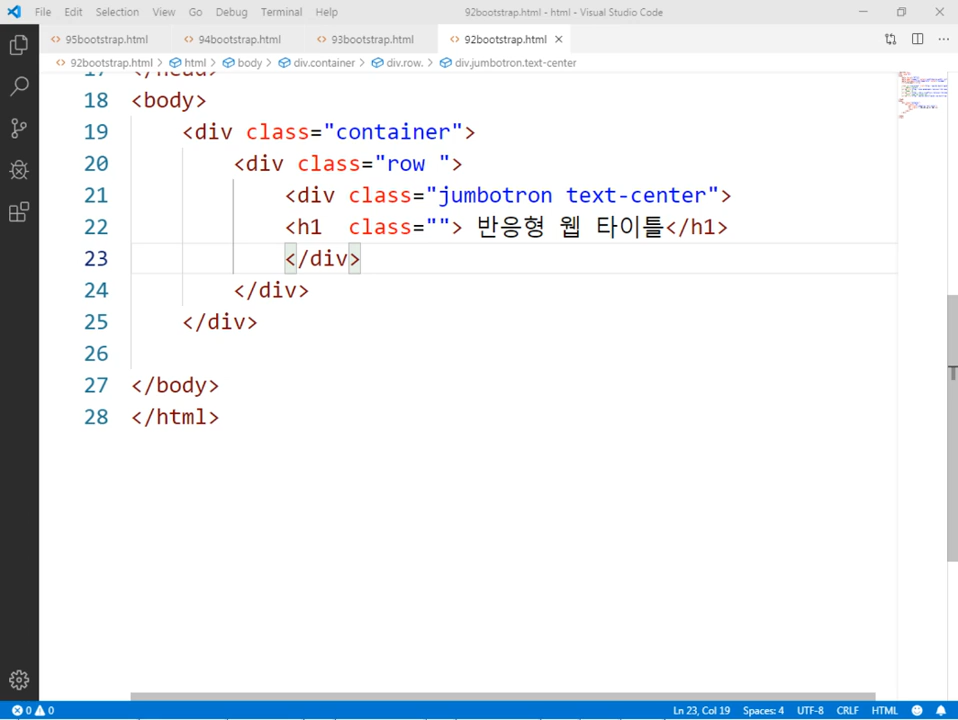 File Edit Selection View Go Debug Terminal Help 92bootstrap.html - html - Visual Studio Code
95bootstrap.html 94bootstrap.html 93bootstrap.html 92bootstrap.html
92bootstrap.html > html > body > div.container > div.row. > div.jumbotron.text-center
17 </head>
18 <body>
19 <div class="container">
20 <div class="row ">
21 <div class="jumbotron text-center">
22 <h1  class=""> 반응형 웹 타이틀</h1>
23 </div>
24 </div>
25 </div>
26
27 </body>
28 </html>
0 0 Ln 23, Col 19 Spaces: 4 UTF-8 CRLF HTML